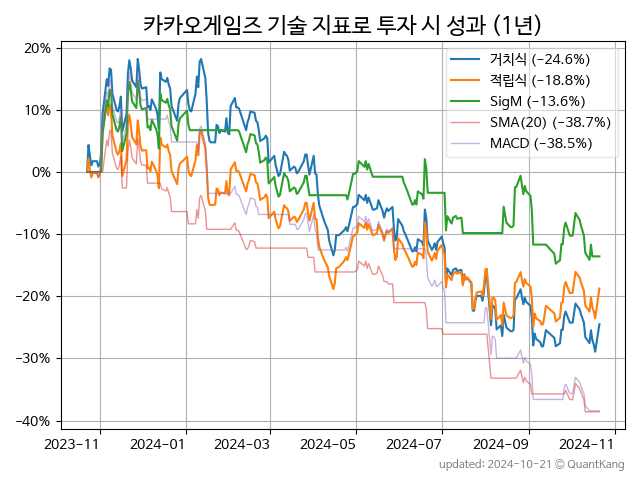 카카오게임즈 기술 지표로 투자 시 성과 (1년)
20%
10%
0%
−10%
−20%
−30%
−40%
거치식 (−24.6%)
적립식 (−18.8%)
SigM (−13.6%)
SMA(20) (−38.7%)
MACD (−38.5%)
2023-11
2024-01
2024-03
2024-05
2024-07
2024-09
2024-11
updated: 2024-10-21 © QuantKang